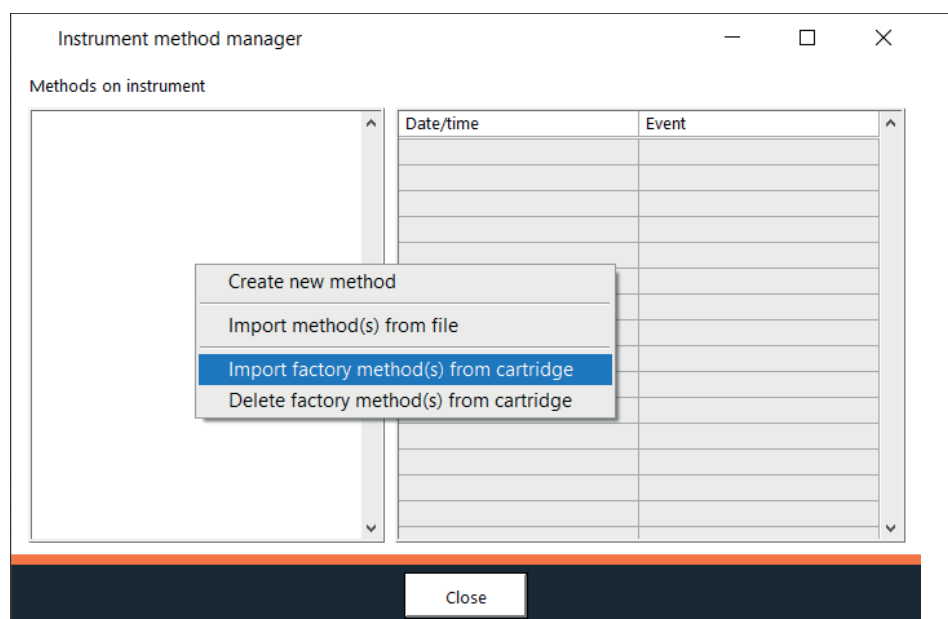 Instrument method manager
Methods on instrument
Date/time Event
Create new method
Import method(s) from file
Import factory method(s) from cartridge
Delete factory method(s) from cartridge
Close